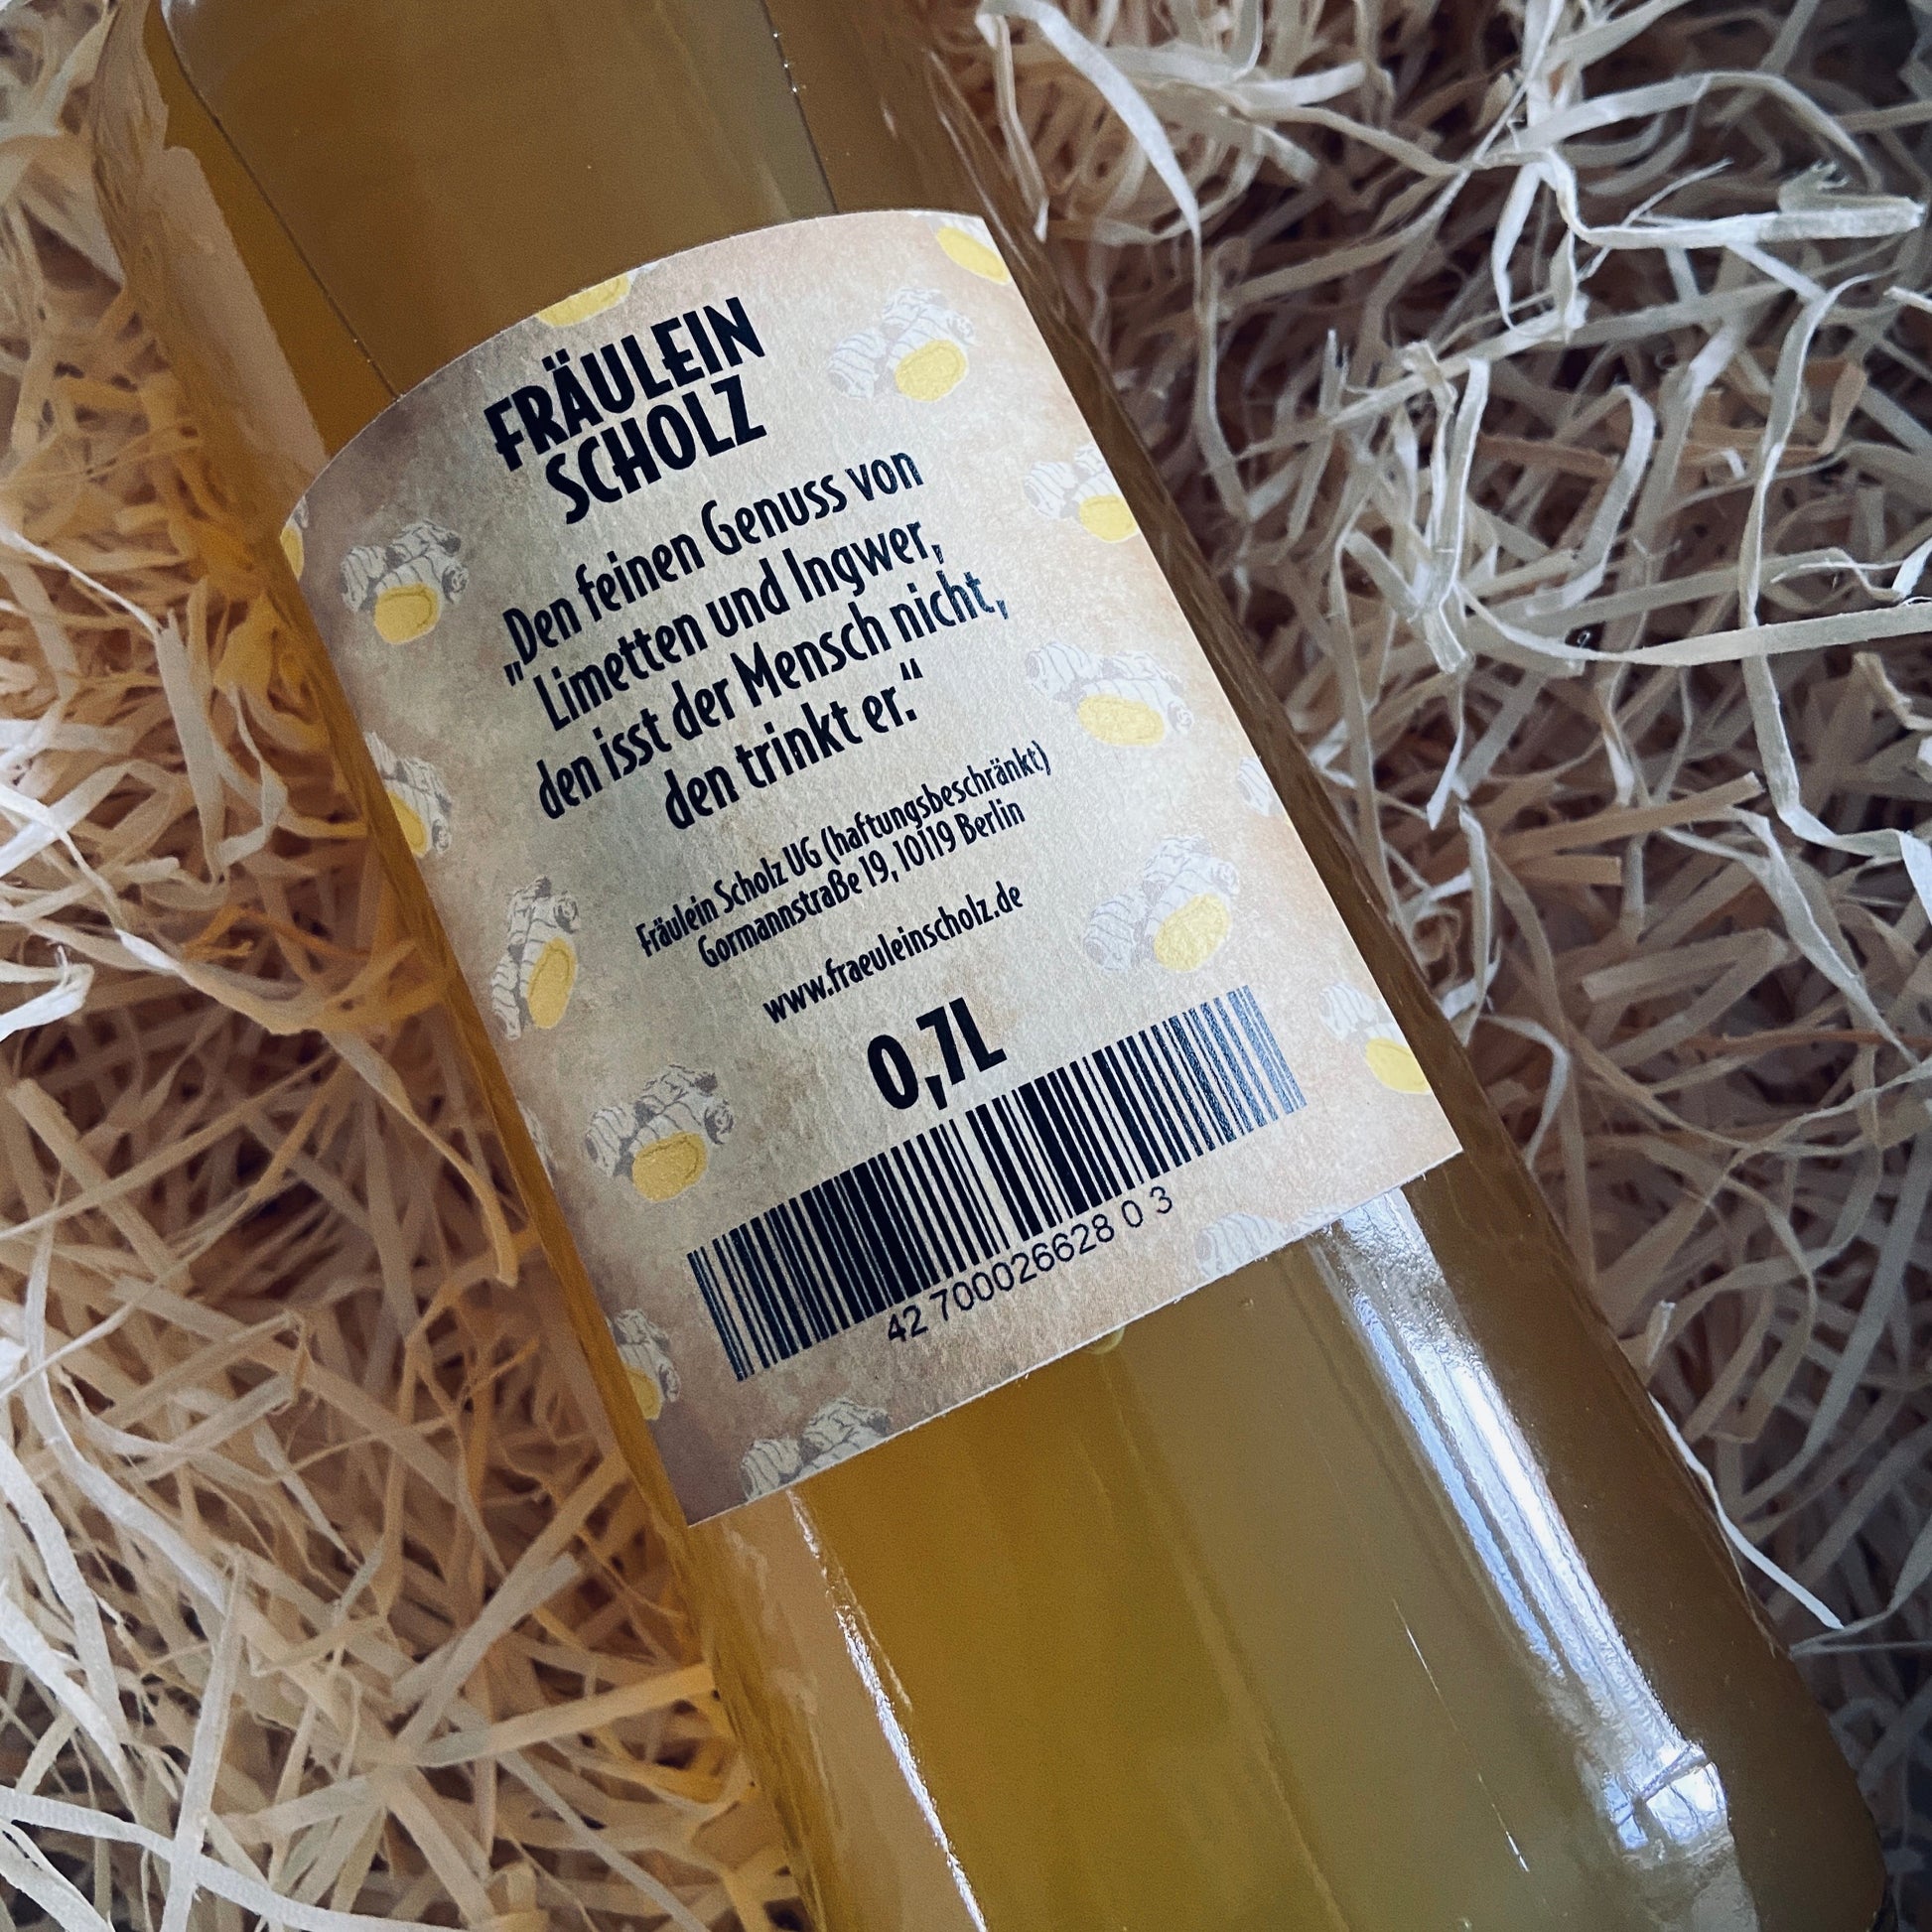 FRÄULEIN
SCHOLZ
„Den feinen Genuss von
Limetten und Ingwer,
den isst der Mensch nicht,
den trinkt er.“
Fräulein Scholz UG (haftungsbeschränkt)
Gormannstraße 19, 10119 Berlin
www.fraeuleinscholz.de
0,7L
42 700026628 0 3